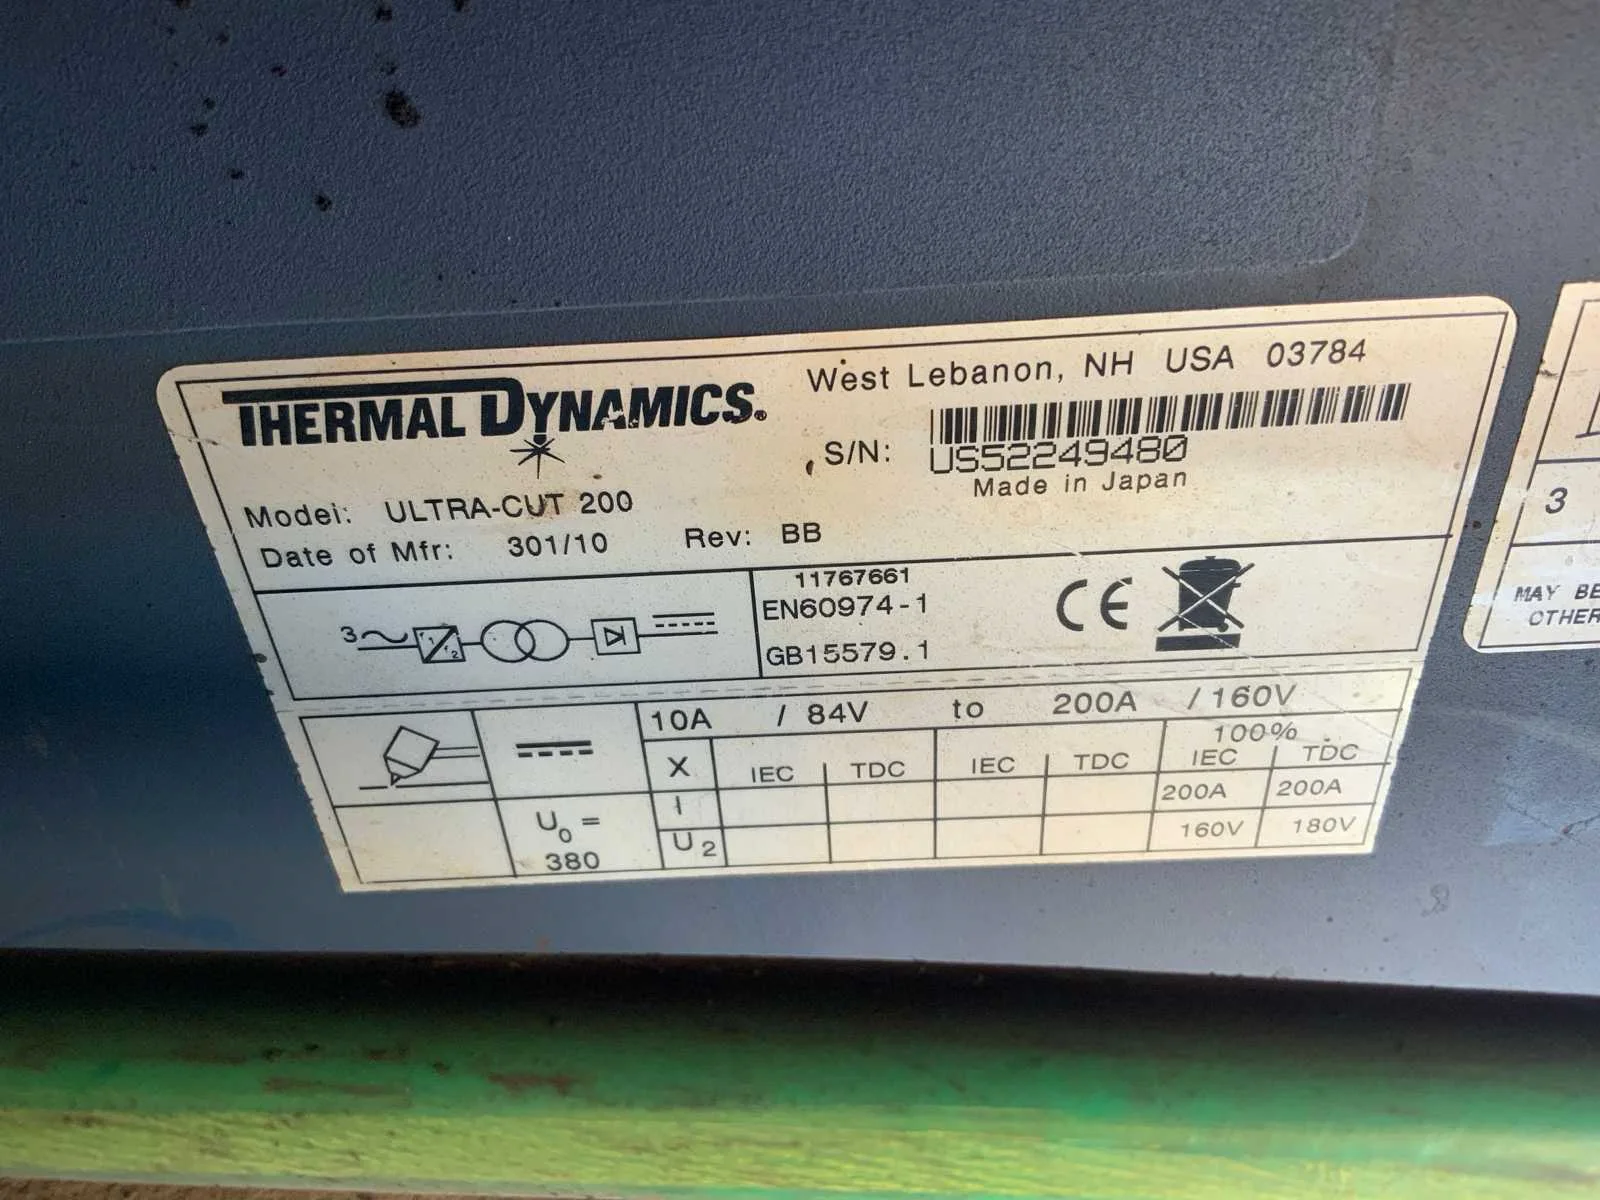 THERMAL DYNAMICS®
West Lebanon, NH USA 03784
S/N: US52249480
Made in Japan
Model: ULTRA-CUT 200
Date of Mfr: 301/10 Rev: BB
11767661
EN60974-1
GB15579.1
CE
3
1 2
10A / 84V to 200A / 160V
100%
X IEC TDC IEC TDC IEC TDC
I 200A 200A
U₀ =
380
U₂ 160V 180V
3
MAY BE
OTHER